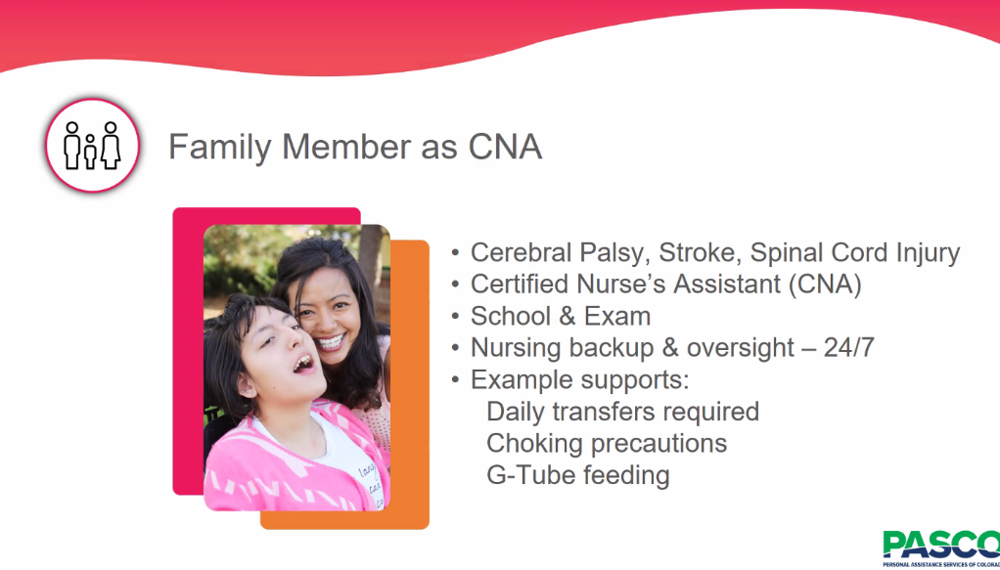 Family Member as CNA
• Cerebral Palsy, Stroke, Spinal Cord Injury
• Certified Nurse’s Assistant (CNA)
• School & Exam
• Nursing backup & oversight – 24/7
• Example supports:
Daily transfers required
Choking precautions
G-Tube feeding
PASCO
PERSONAL ASSISTANCE SERVICES OF